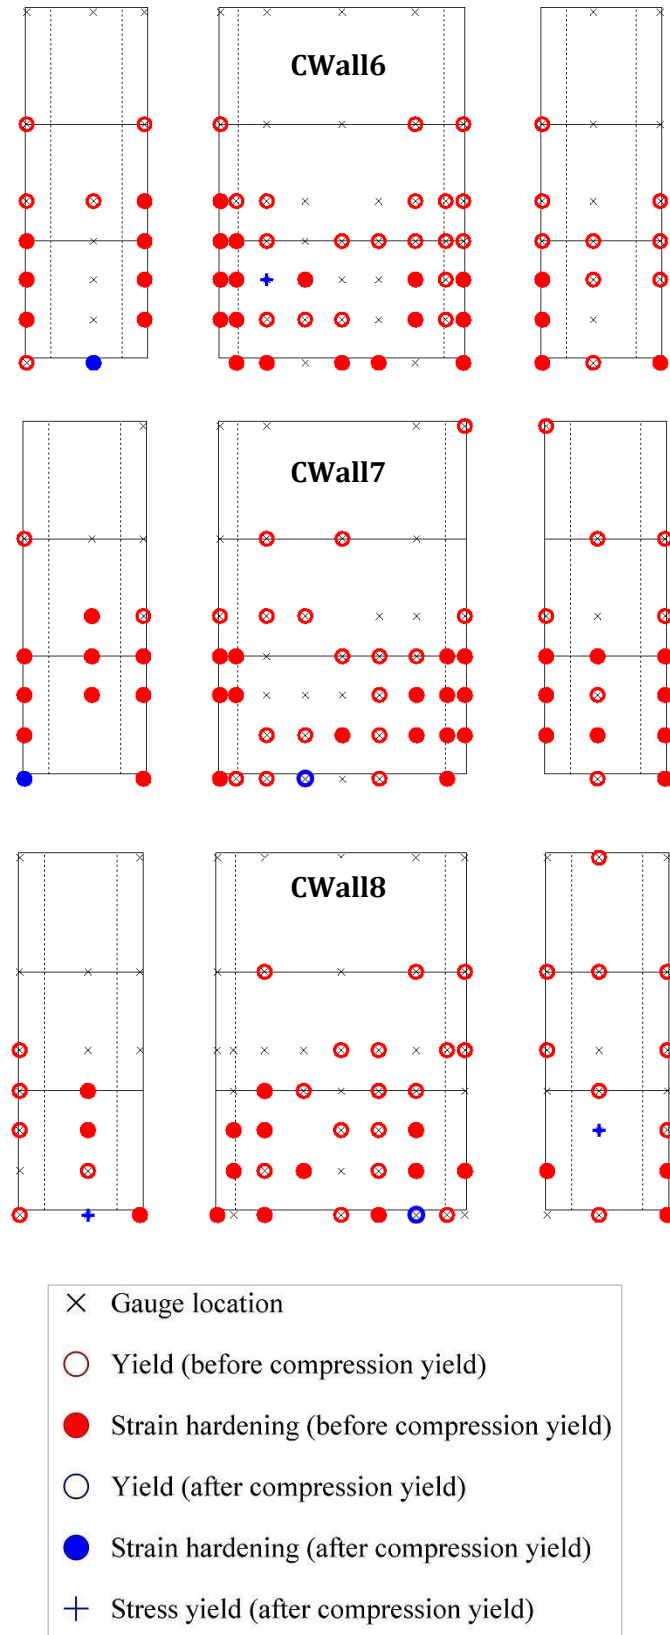 CWall6
CWall7
CWall8
Gauge location
Yield (before compression yield)
Strain hardening (before compression yield)
Yield (after compression yield)
Strain hardening (after compression yield)
Stress yield (after compression yield)